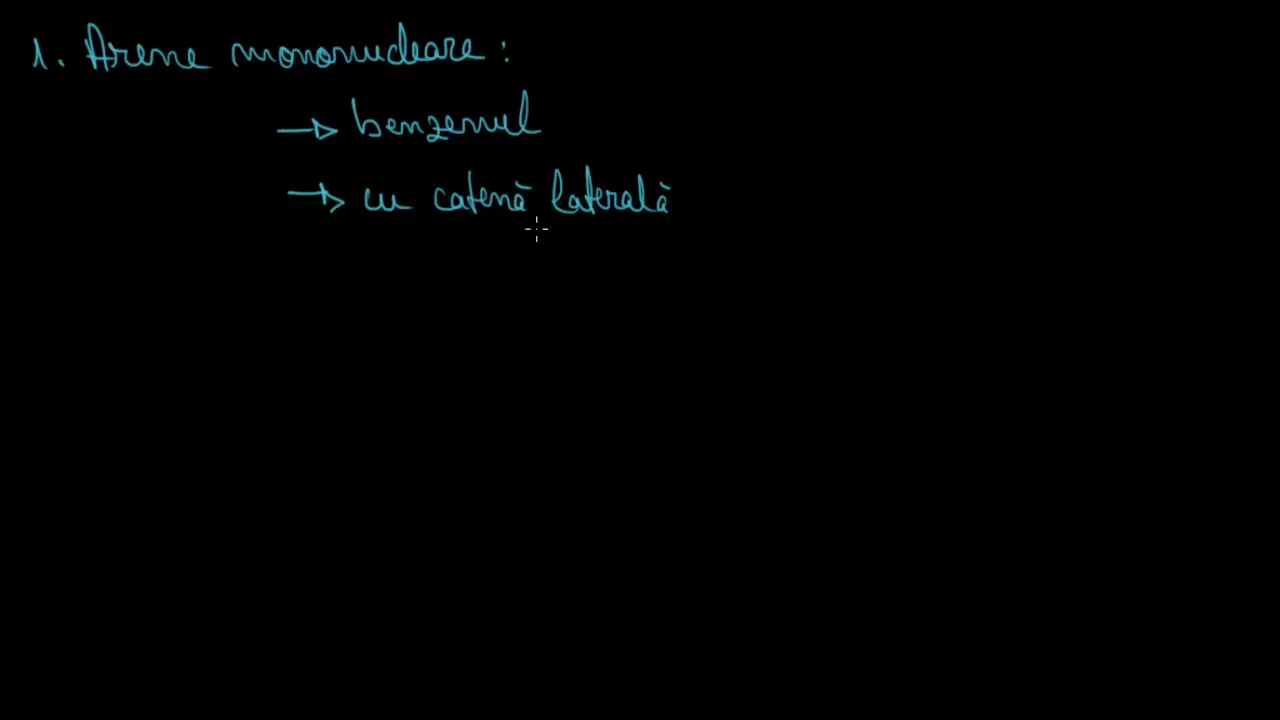 1. Arene mononucleare :
→ benzenul
→ cu catenă laterală